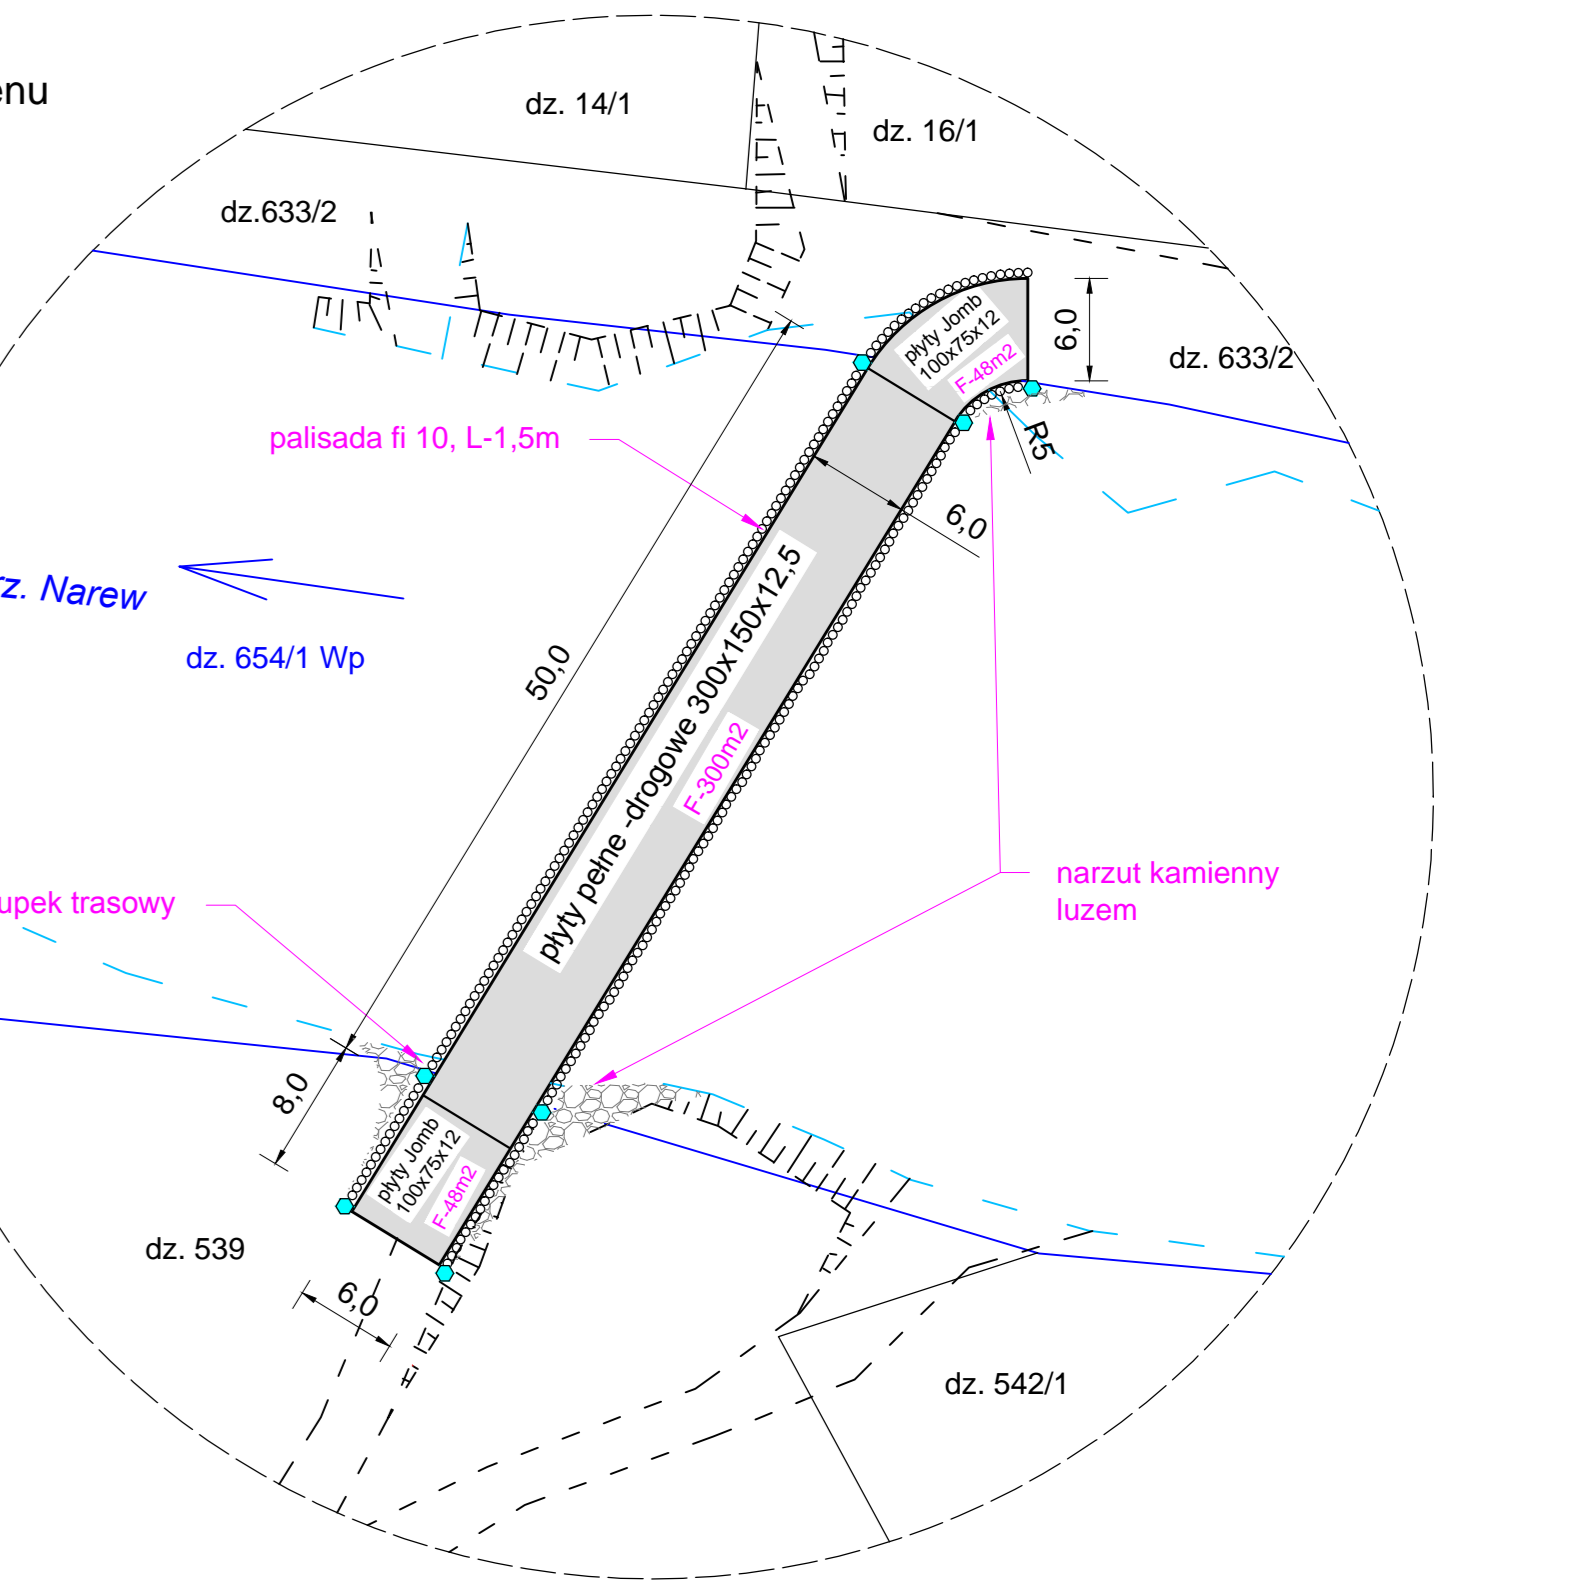 enu
dz. 14/1
dz. 16/1
dz.633/2
płyty Jomb
100x75x12
F-48m2
6,0
dz. 633/2
palisada fi 10, L-1,5m
R5
6,0
rz. Narew
płyty pełne -drogowe 300x150x12,5
50,0
dz. 654/1 Wp
F-300m2
narzut kamienny
luzem
upek trasowy
8,0
płyty Jomb
100x75x12
F-48m2
dz. 539
6,0
dz. 542/1